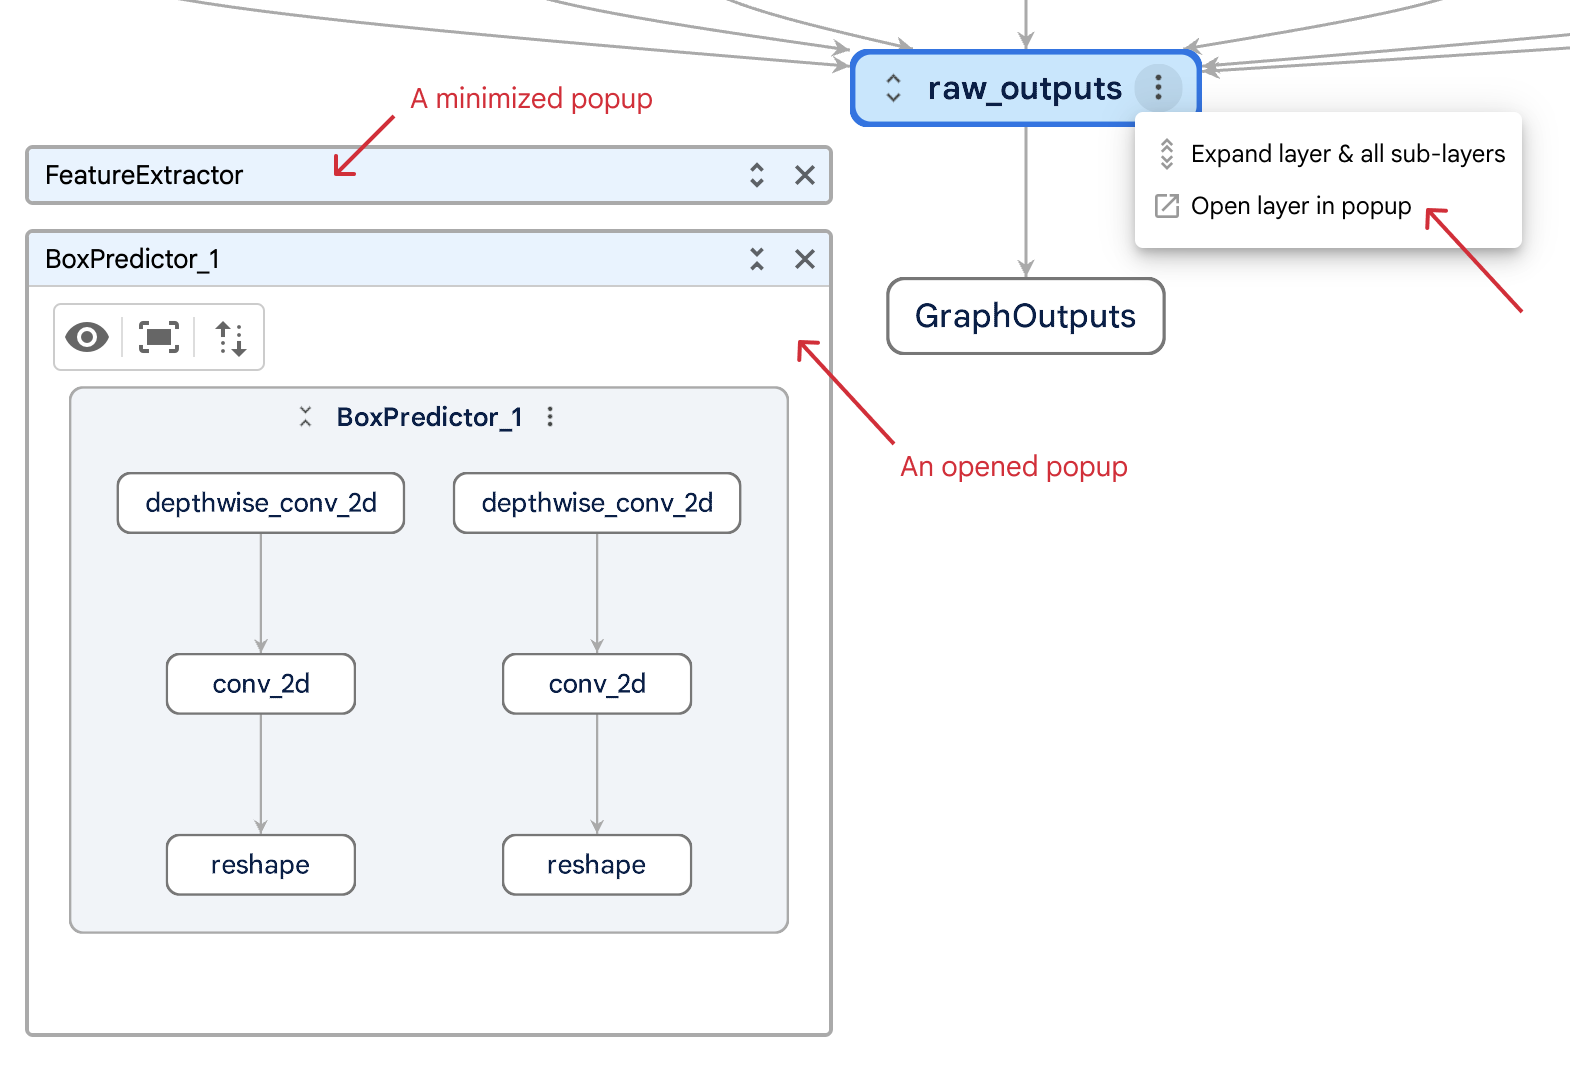 raw_outputs
A minimized popup
Expand layer & all sub-layers
FeatureExtractor
Open layer in popup
BoxPredictor_1
GraphOutputs
BoxPredictor_1
An opened popup
depthwise_conv_2d
depthwise_conv_2d
conv_2d
conv_2d
reshape
reshape